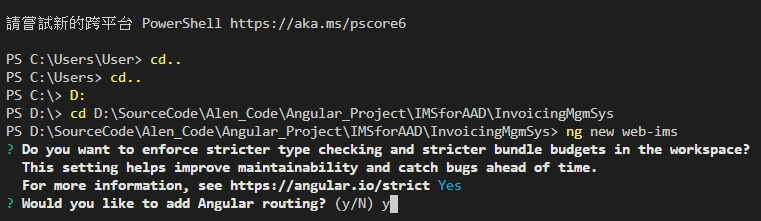 請嘗試新的跨平台 PowerShell https://aka.ms/pscore6
PS C:\Users\User> cd..
PS C:\Users> cd..
PS C:\> D:
PS D:\> cd D:\SourceCode\Alen_Code\Angular_Project\IMSforAAD\InvoicingMgmSys
PS D:\SourceCode\Alen_Code\Angular_Project\IMSforAAD\InvoicingMgmSys> ng new web-ims
? Do you want to enforce stricter type checking and stricter bundle budgets in the workspace?
This setting helps improve maintainability and catch bugs ahead of time.
For more information, see https://angular.io/strict Yes
? Would you like to add Angular routing? (y/N) y